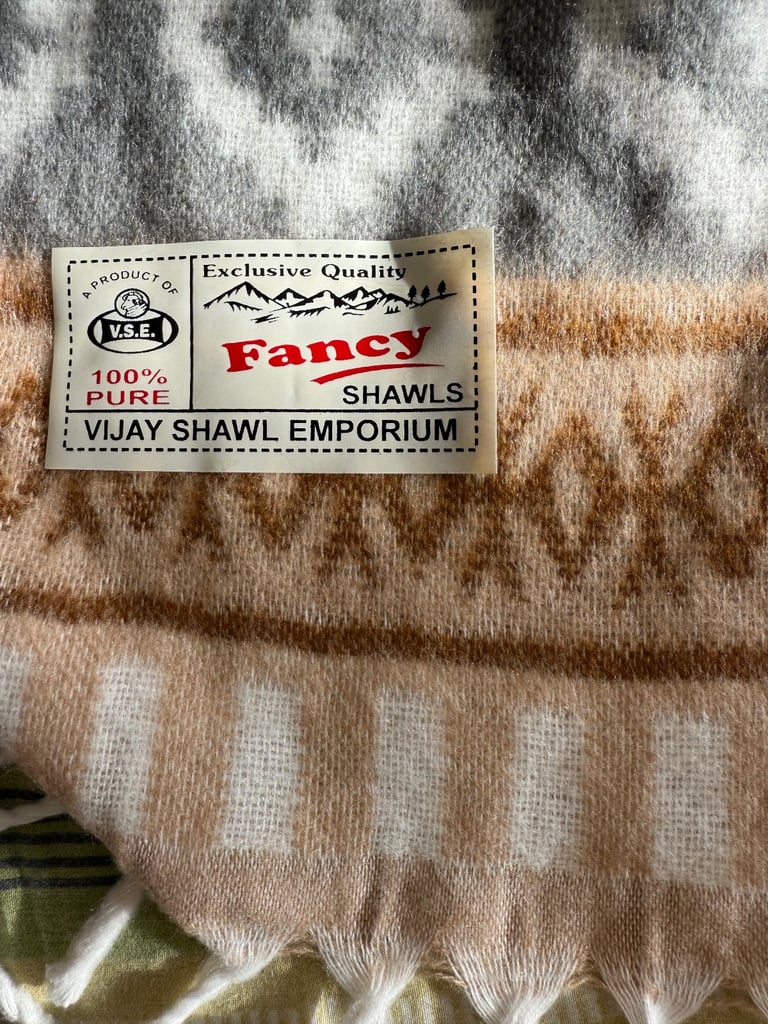 A PRODUCT OF
V.S.E.
100%
PURE
Exclusive Quality
Fancy
SHAWLS
VIJAY SHAWL EMPORIUM